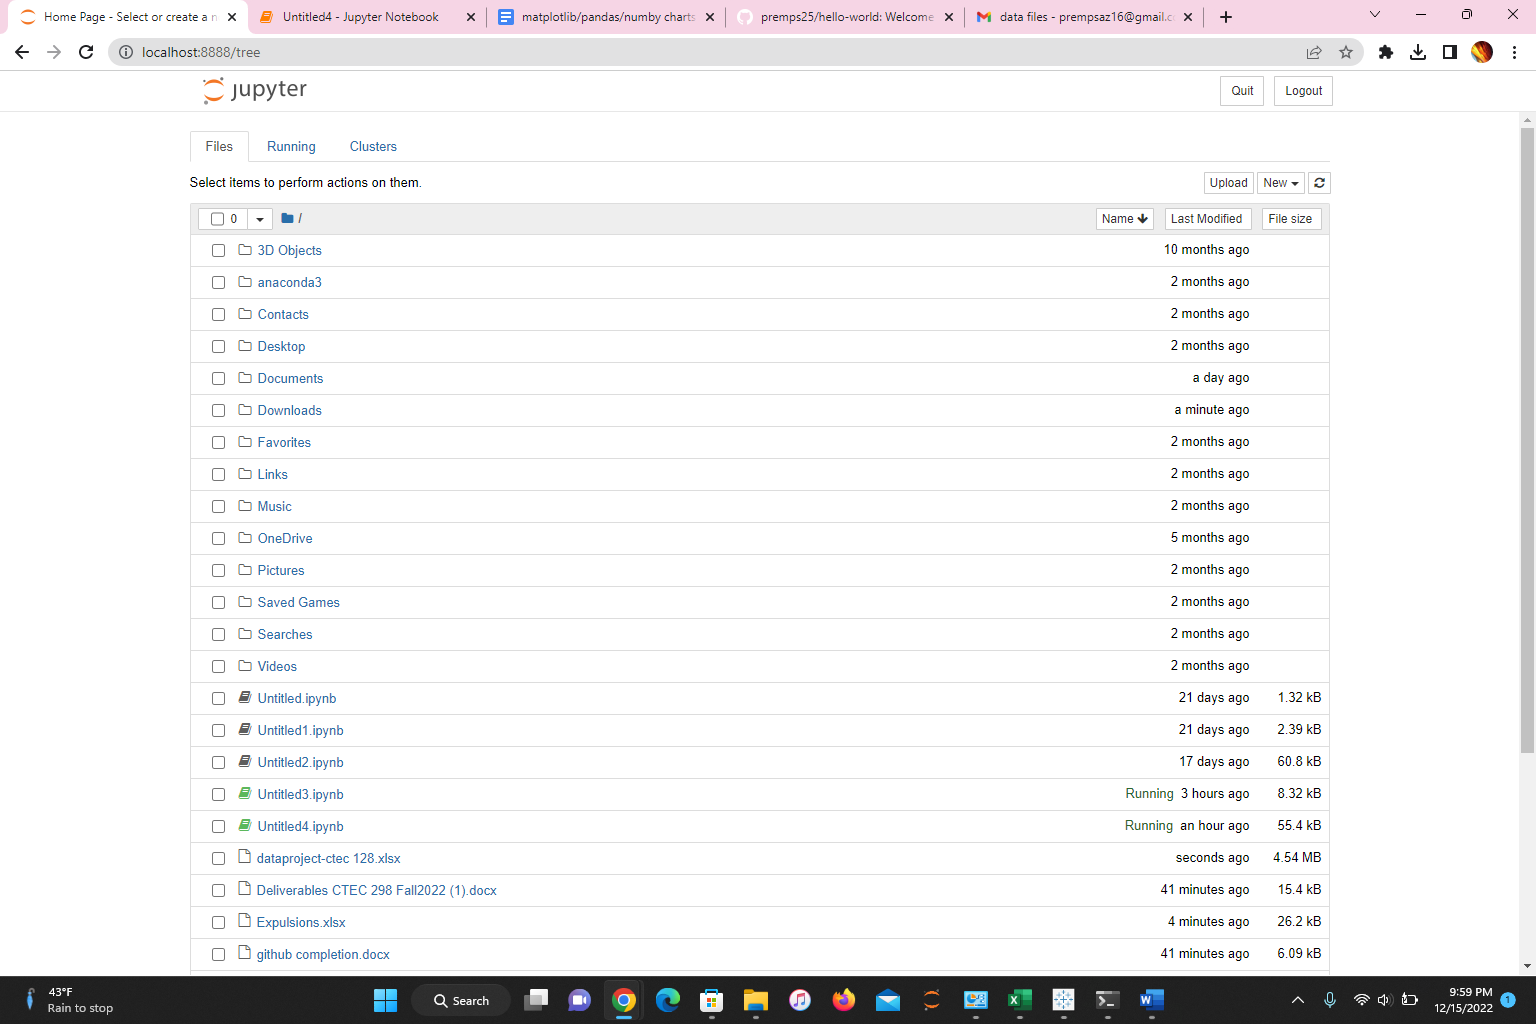 Home Page - Select or create a n
Untitled4 - Jupyter Notebook
matplotlib/pandas/numby charts
premps25/hello-world: Welcome
data files - prempsaz16@gmail.c
localhost:8888/tree
jupyter
Quit
Logout
Files
Running
Clusters
Select items to perform actions on them.
Upload
New
0
/
Name
Last Modified
File size
3D Objects 10 months ago
anaconda3 2 months ago
Contacts 2 months ago
Desktop 2 months ago
Documents a day ago
Downloads a minute ago
Favorites 2 months ago
Links 2 months ago
Music 2 months ago
OneDrive 5 months ago
Pictures 2 months ago
Saved Games 2 months ago
Searches 2 months ago
Videos 2 months ago
Untitled.ipynb 21 days ago 1.32 kB
Untitled1.ipynb 21 days ago 2.39 kB
Untitled2.ipynb 17 days ago 60.8 kB
Untitled3.ipynb Running 3 hours ago 8.32 kB
Untitled4.ipynb Running an hour ago 55.4 kB
dataproject-ctec 128.xlsx seconds ago 4.54 MB
Deliverables CTEC 298 Fall2022 (1).docx 41 minutes ago 15.4 kB
Expulsions.xlsx 4 minutes ago 26.2 kB
github completion.docx 41 minutes ago 6.09 kB
43°F
Rain to stop
Search
9:59 PM
12/15/2022
1